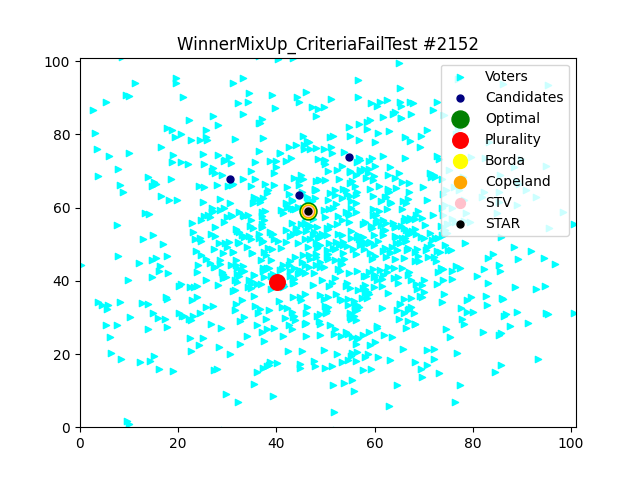 WinnerMixUp_CriteriaFailTest #2152
100
80
60
40
20
0
0 20 40 60 80 100
Voters
Candidates
Optimal
Plurality
Borda
Copeland
STV
STAR